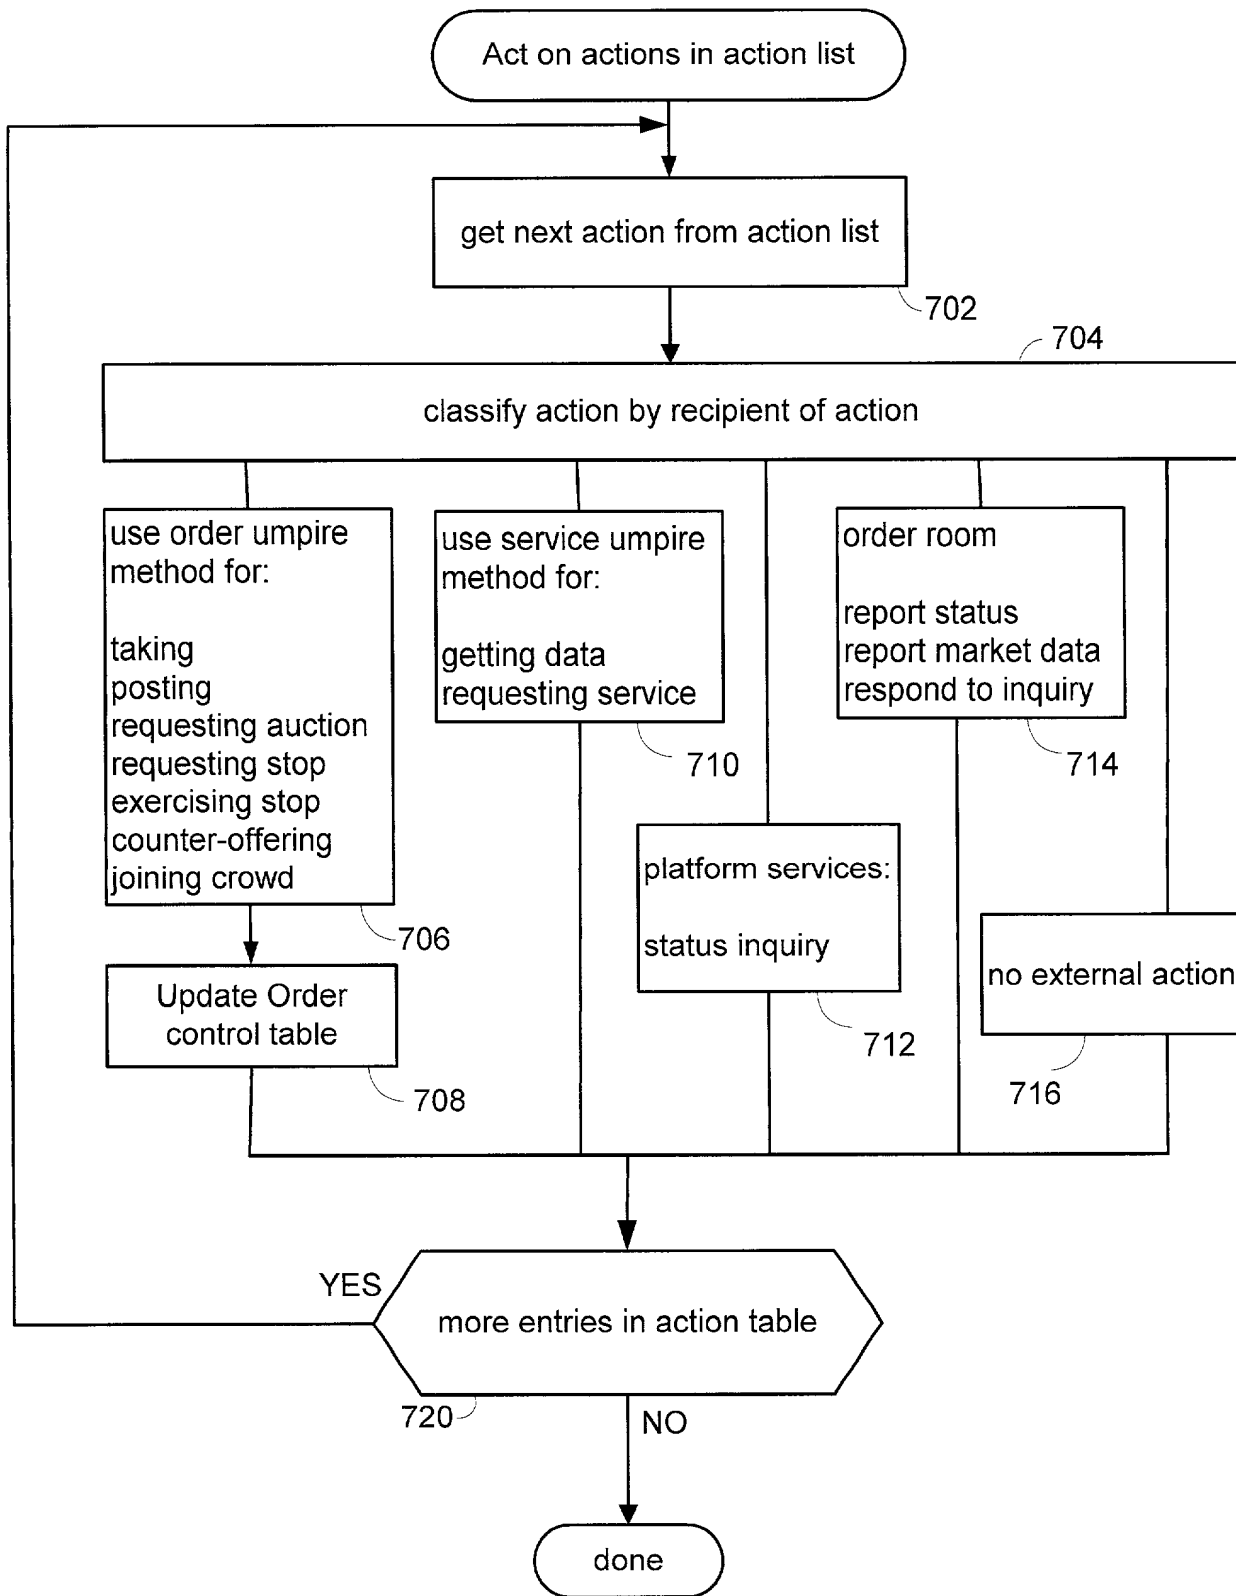 Act on actions in action list
get next action from action list
702
704
classify action by recipient of action
use order umpire
method for:
taking
posting
requesting auction
requesting stop
exercising stop
counter-offering
joining crowd
706
Update Order
control table
708
use service umpire
method for:
getting data
requesting service
710
platform services:
status inquiry
712
order room
report status
report market data
respond to inquiry
714
no external action
716
YES
more entries in action table
720
NO
done